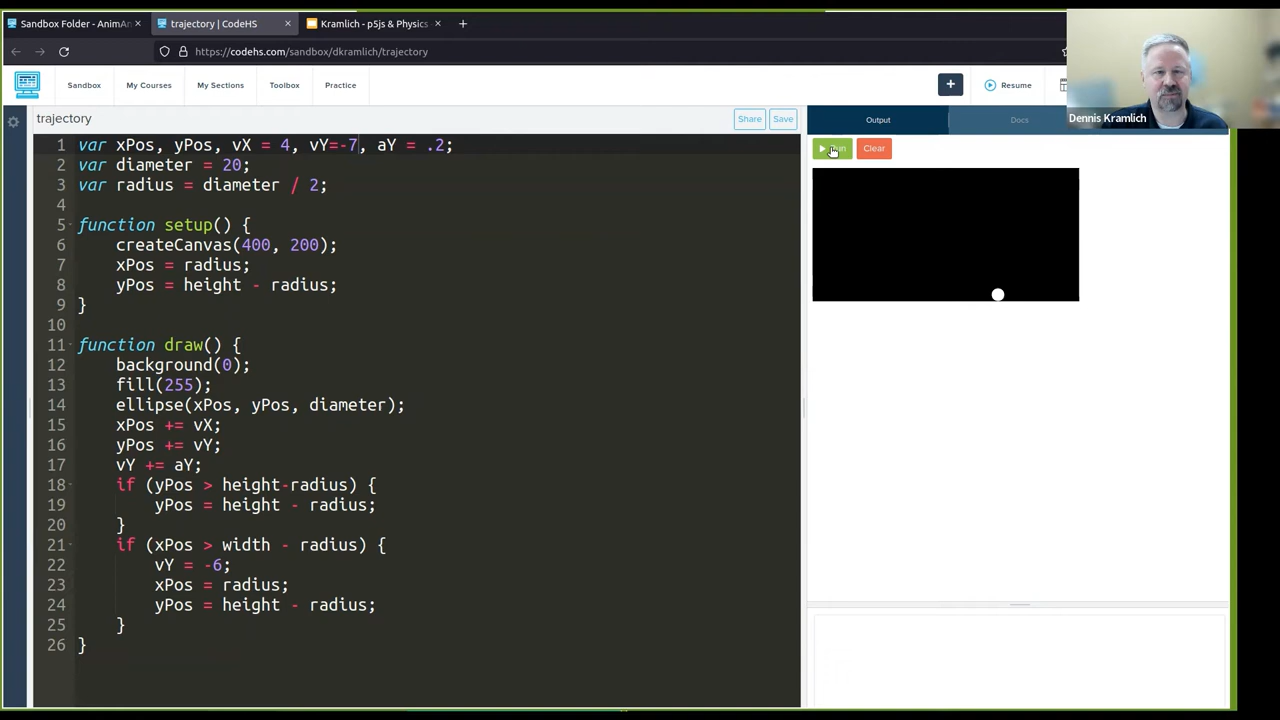 Sandbox Folder - AnimAn
trajectory | CodeHS
Kramlich - p5js & Physics
https://codehs.com/sandbox/dkramlich/trajectory
Sandbox
My Courses
My Sections
Toolbox
Practice
+
Resume
Dennis Kramlich
trajectory
Share
Save
Output
Docs
Run
Clear
1 var xPos, yPos, vX = 4, vY=-7, aY = .2;
2 var diameter = 20;
3 var radius = diameter / 2;
4
5 function setup() {
6 createCanvas(400, 200);
7 xPos = radius;
8 yPos = height - radius;
9 }
10
11 function draw() {
12 background(0);
13 fill(255);
14 ellipse(xPos, yPos, diameter);
15 xPos += vX;
16 yPos += vY;
17 vY += aY;
18 if (yPos > height-radius) {
19 yPos = height - radius;
20 }
21 if (xPos > width - radius) {
22 vY = -6;
23 xPos = radius;
24 yPos = height - radius;
25 }
26 }